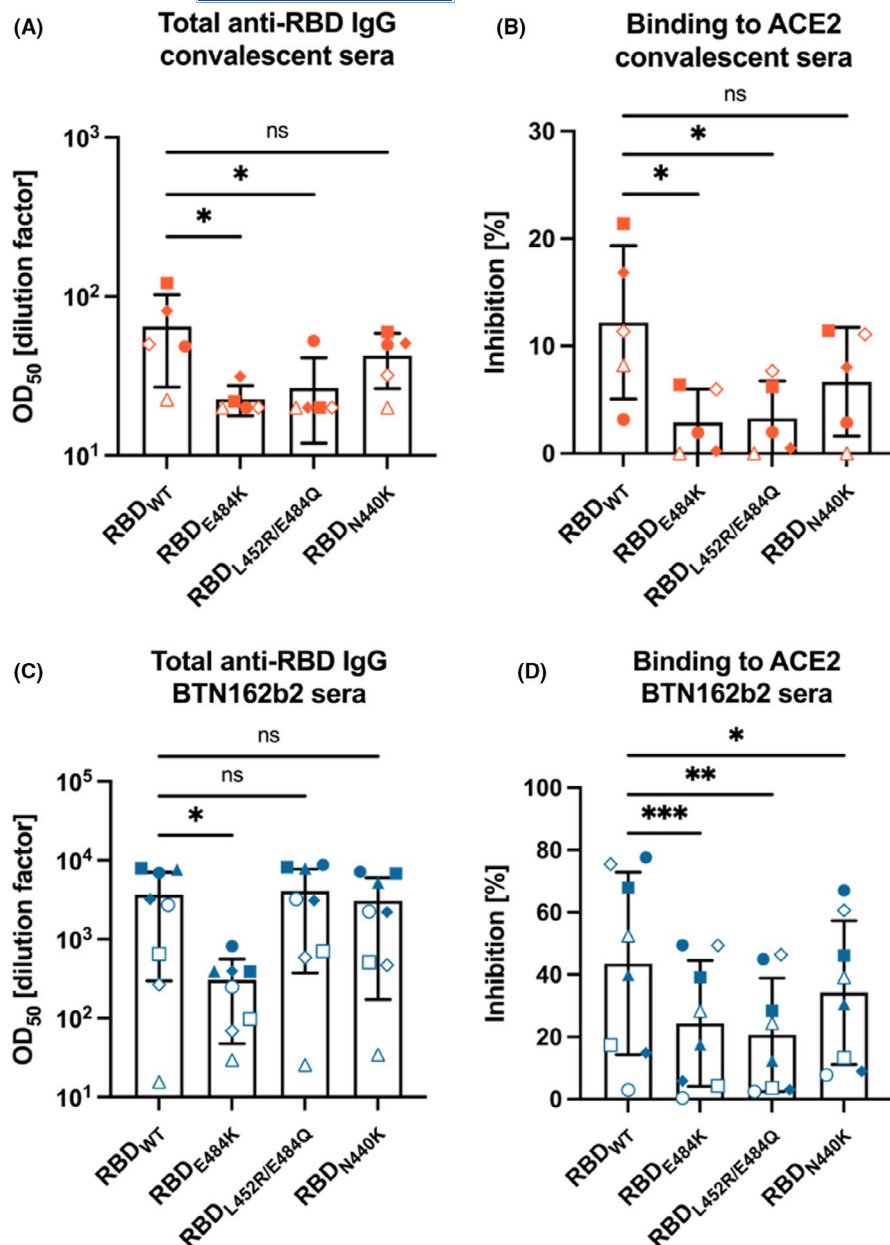 (A)
Total anti-RBD IgG
convalescent sera
OD50 [dilution factor]
10³
10²
10¹
ns
*
*
RBDWT
RBDE484K
RBDL452R/E484Q
RBDN440K
(B)
Binding to ACE2
convalescent sera
Inhibition [%]
30
20
10
0
ns
*
*
RBDWT
RBDE484K
RBDL452R/E484Q
RBDN440K
(C)
Total anti-RBD IgG
BTN162b2 sera
OD50 [dilution factor]
10⁵
10⁴
10³
10²
10¹
ns
ns
*
RBDWT
RBDE484K
RBDL452R/E484Q
RBDN440K
(D)
Binding to ACE2
BTN162b2 sera
Inhibition [%]
100
80
60
40
20
0
*
**
***
RBDWT
RBDE484K
RBDL452R/E484Q
RBDN440K